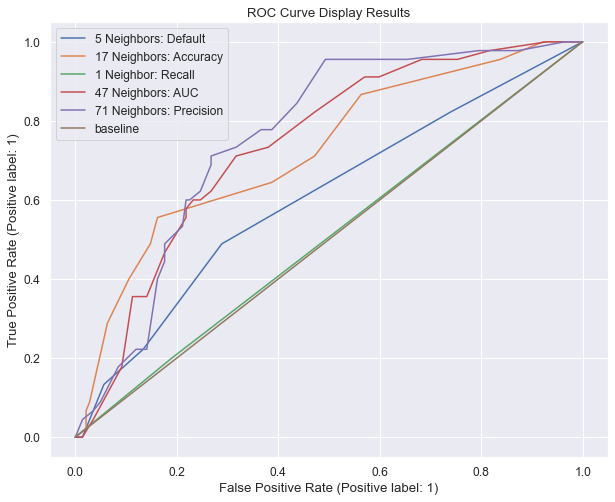 ROC Curve Display Results
5 Neighbors: Default
17 Neighbors: Accuracy
1 Neighbor: Recall
47 Neighbors: AUC
71 Neighbors: Precision
baseline
True Positive Rate (Positive label: 1)
1.0
0.8
0.6
0.4
0.2
0.0
0.0 0.2 0.4 0.6 0.8 1.0
False Positive Rate (Positive label: 1)